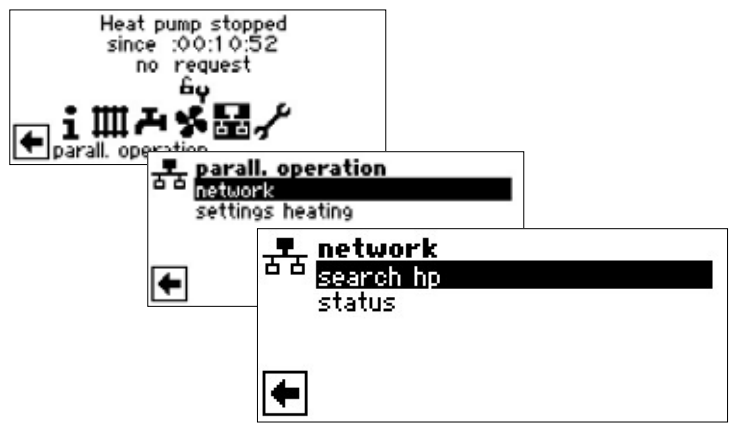 Heat pump stopped
since :00:10:52
no request
parall. operation
parall. operation
network
settings heating
network
search hp
status